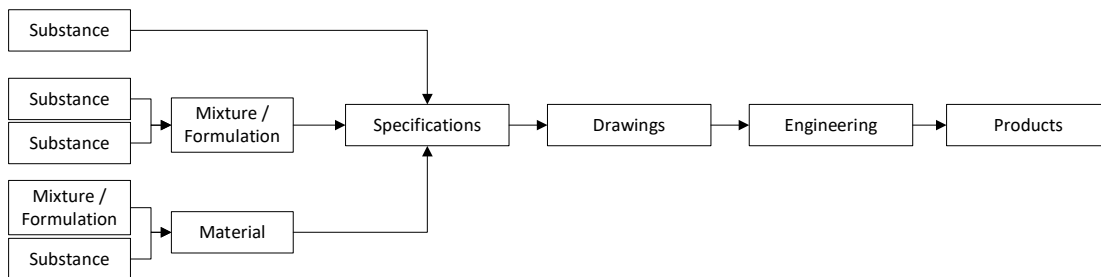 Substance
Substance
Substance
Mixture /
Formulation
Specifications
Drawings
Engineering
Products
Mixture /
Formulation
Substance
Material